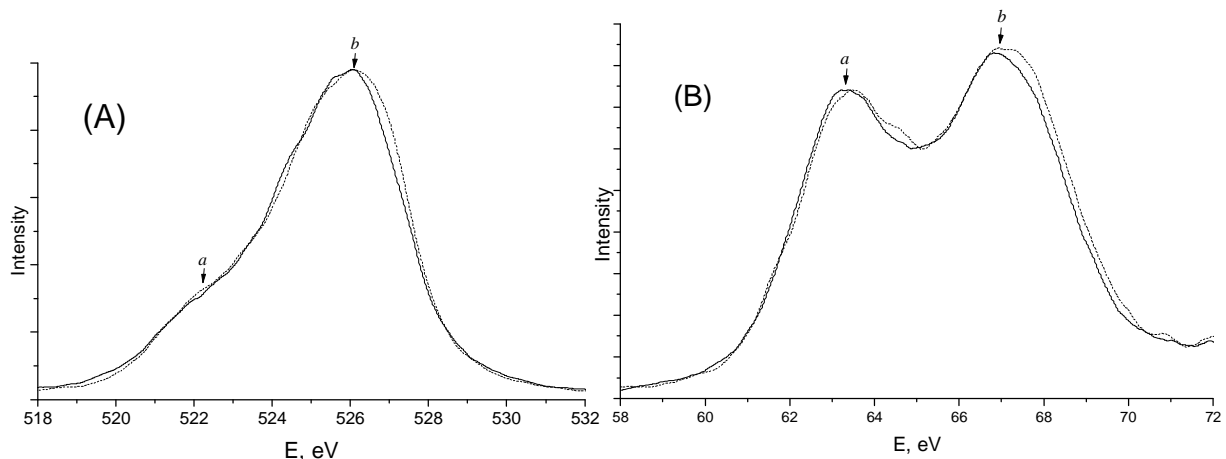 (A)
a
b
Intensity
518 520 522 524 526 528 530 532
E, eV
(B)
a
b
Intensity
58 60 62 64 66 68 70 72
E, eV